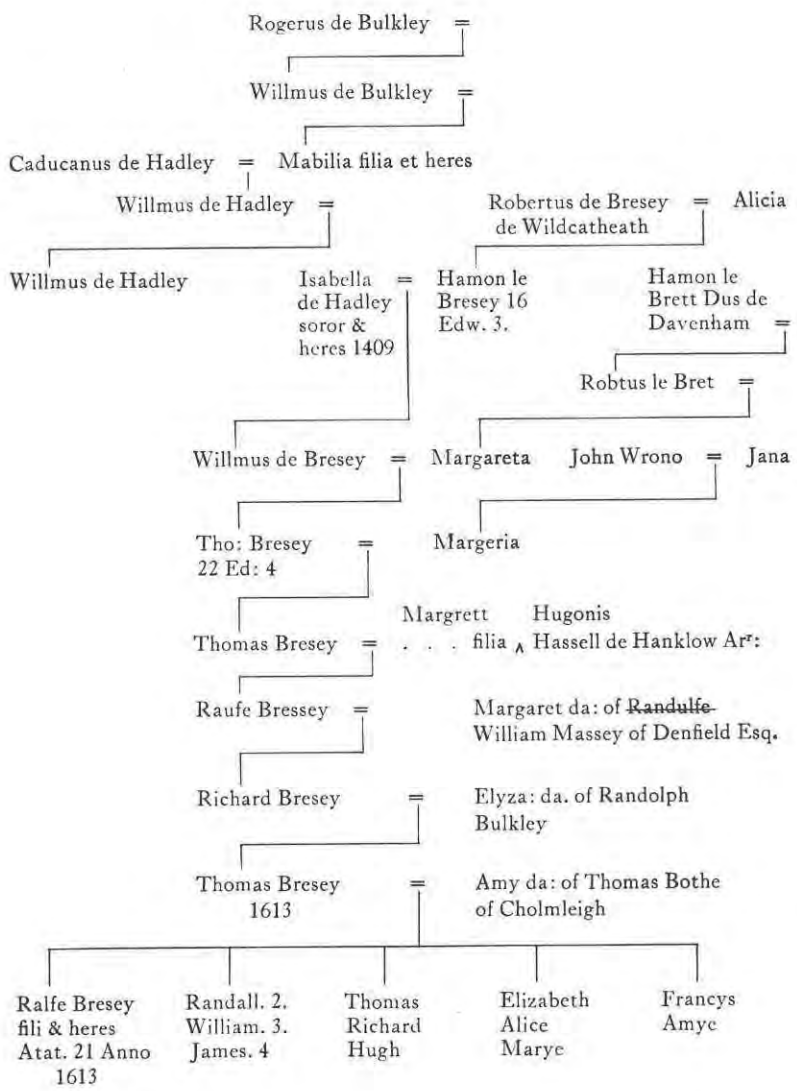 Rogerus de Bulkley =
Willmus de Bulkley =
Caducanus de Hadley = Mabilia filia et heres
Willmus de Hadley =
Robertus de Bresey = Alicia
de Wildcatheath
Willmus de Hadley
Isabella =
de Hadley
soror &
heres 1409
Hamon le
Bresey 16
Edw. 3.
Hamon le
Brett Dus de
Davenham =
Robtus le Bret =
Willmus de Bresey = Margareta
John Wrono = Jana
Tho: Bresey =
22 Ed: 4
Margeria
Margrett Hugonis
Thomas Bresey = . . . filia ʌ Hassell de Hanklow Arʳ:
Raufe Bressey =
Margaret da: of Randulfe
William Massey of Denfield Esq.
Richard Bresey =
Elyza: da. of Randolph
Bulkley
Thomas Bresey =
1613
Amy da: of Thomas Bothe
of Cholmleigh
Ralfe Bresey
fili & heres
Atat. 21 Anno
1613
Randall. 2.
William. 3.
James. 4
Thomas
Richard
Hugh
Elizabeth
Alice
Marye
Francys
Amye